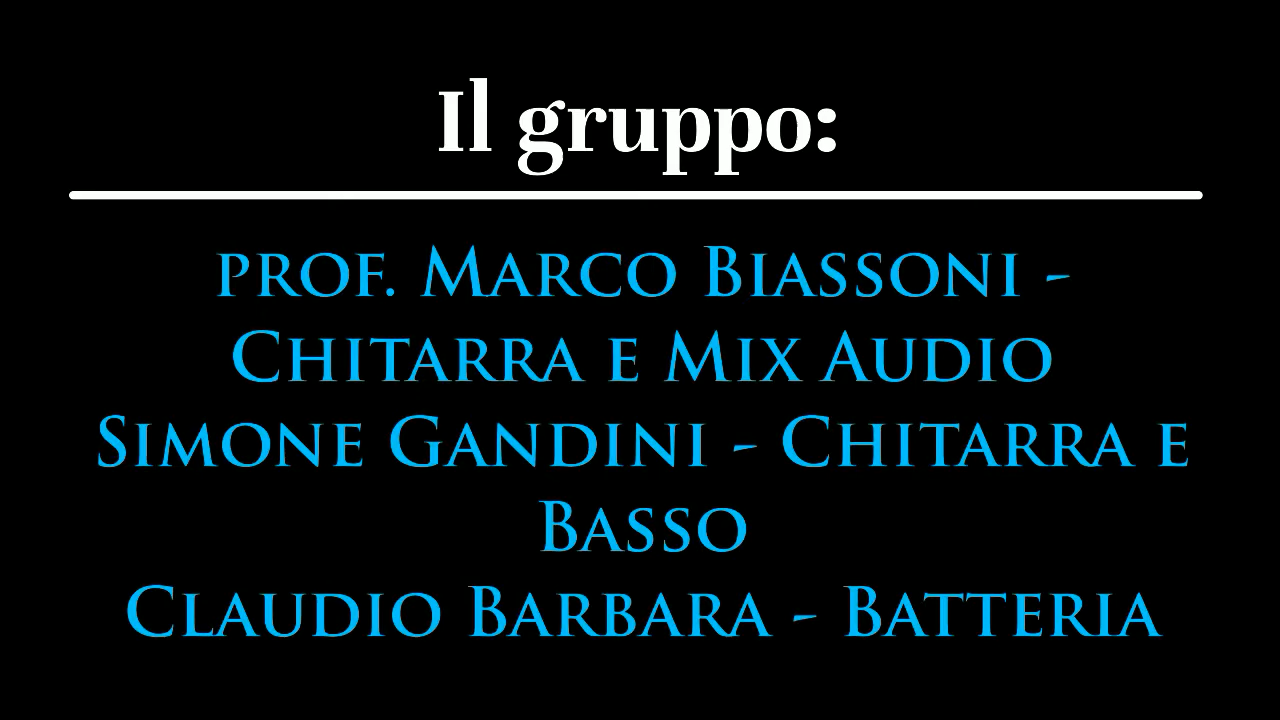 Il gruppo:
prof. Marco Biassoni -
Chitarra e Mix Audio
Simone Gandini - Chitarra e
Basso
Claudio Barbara - Batteria